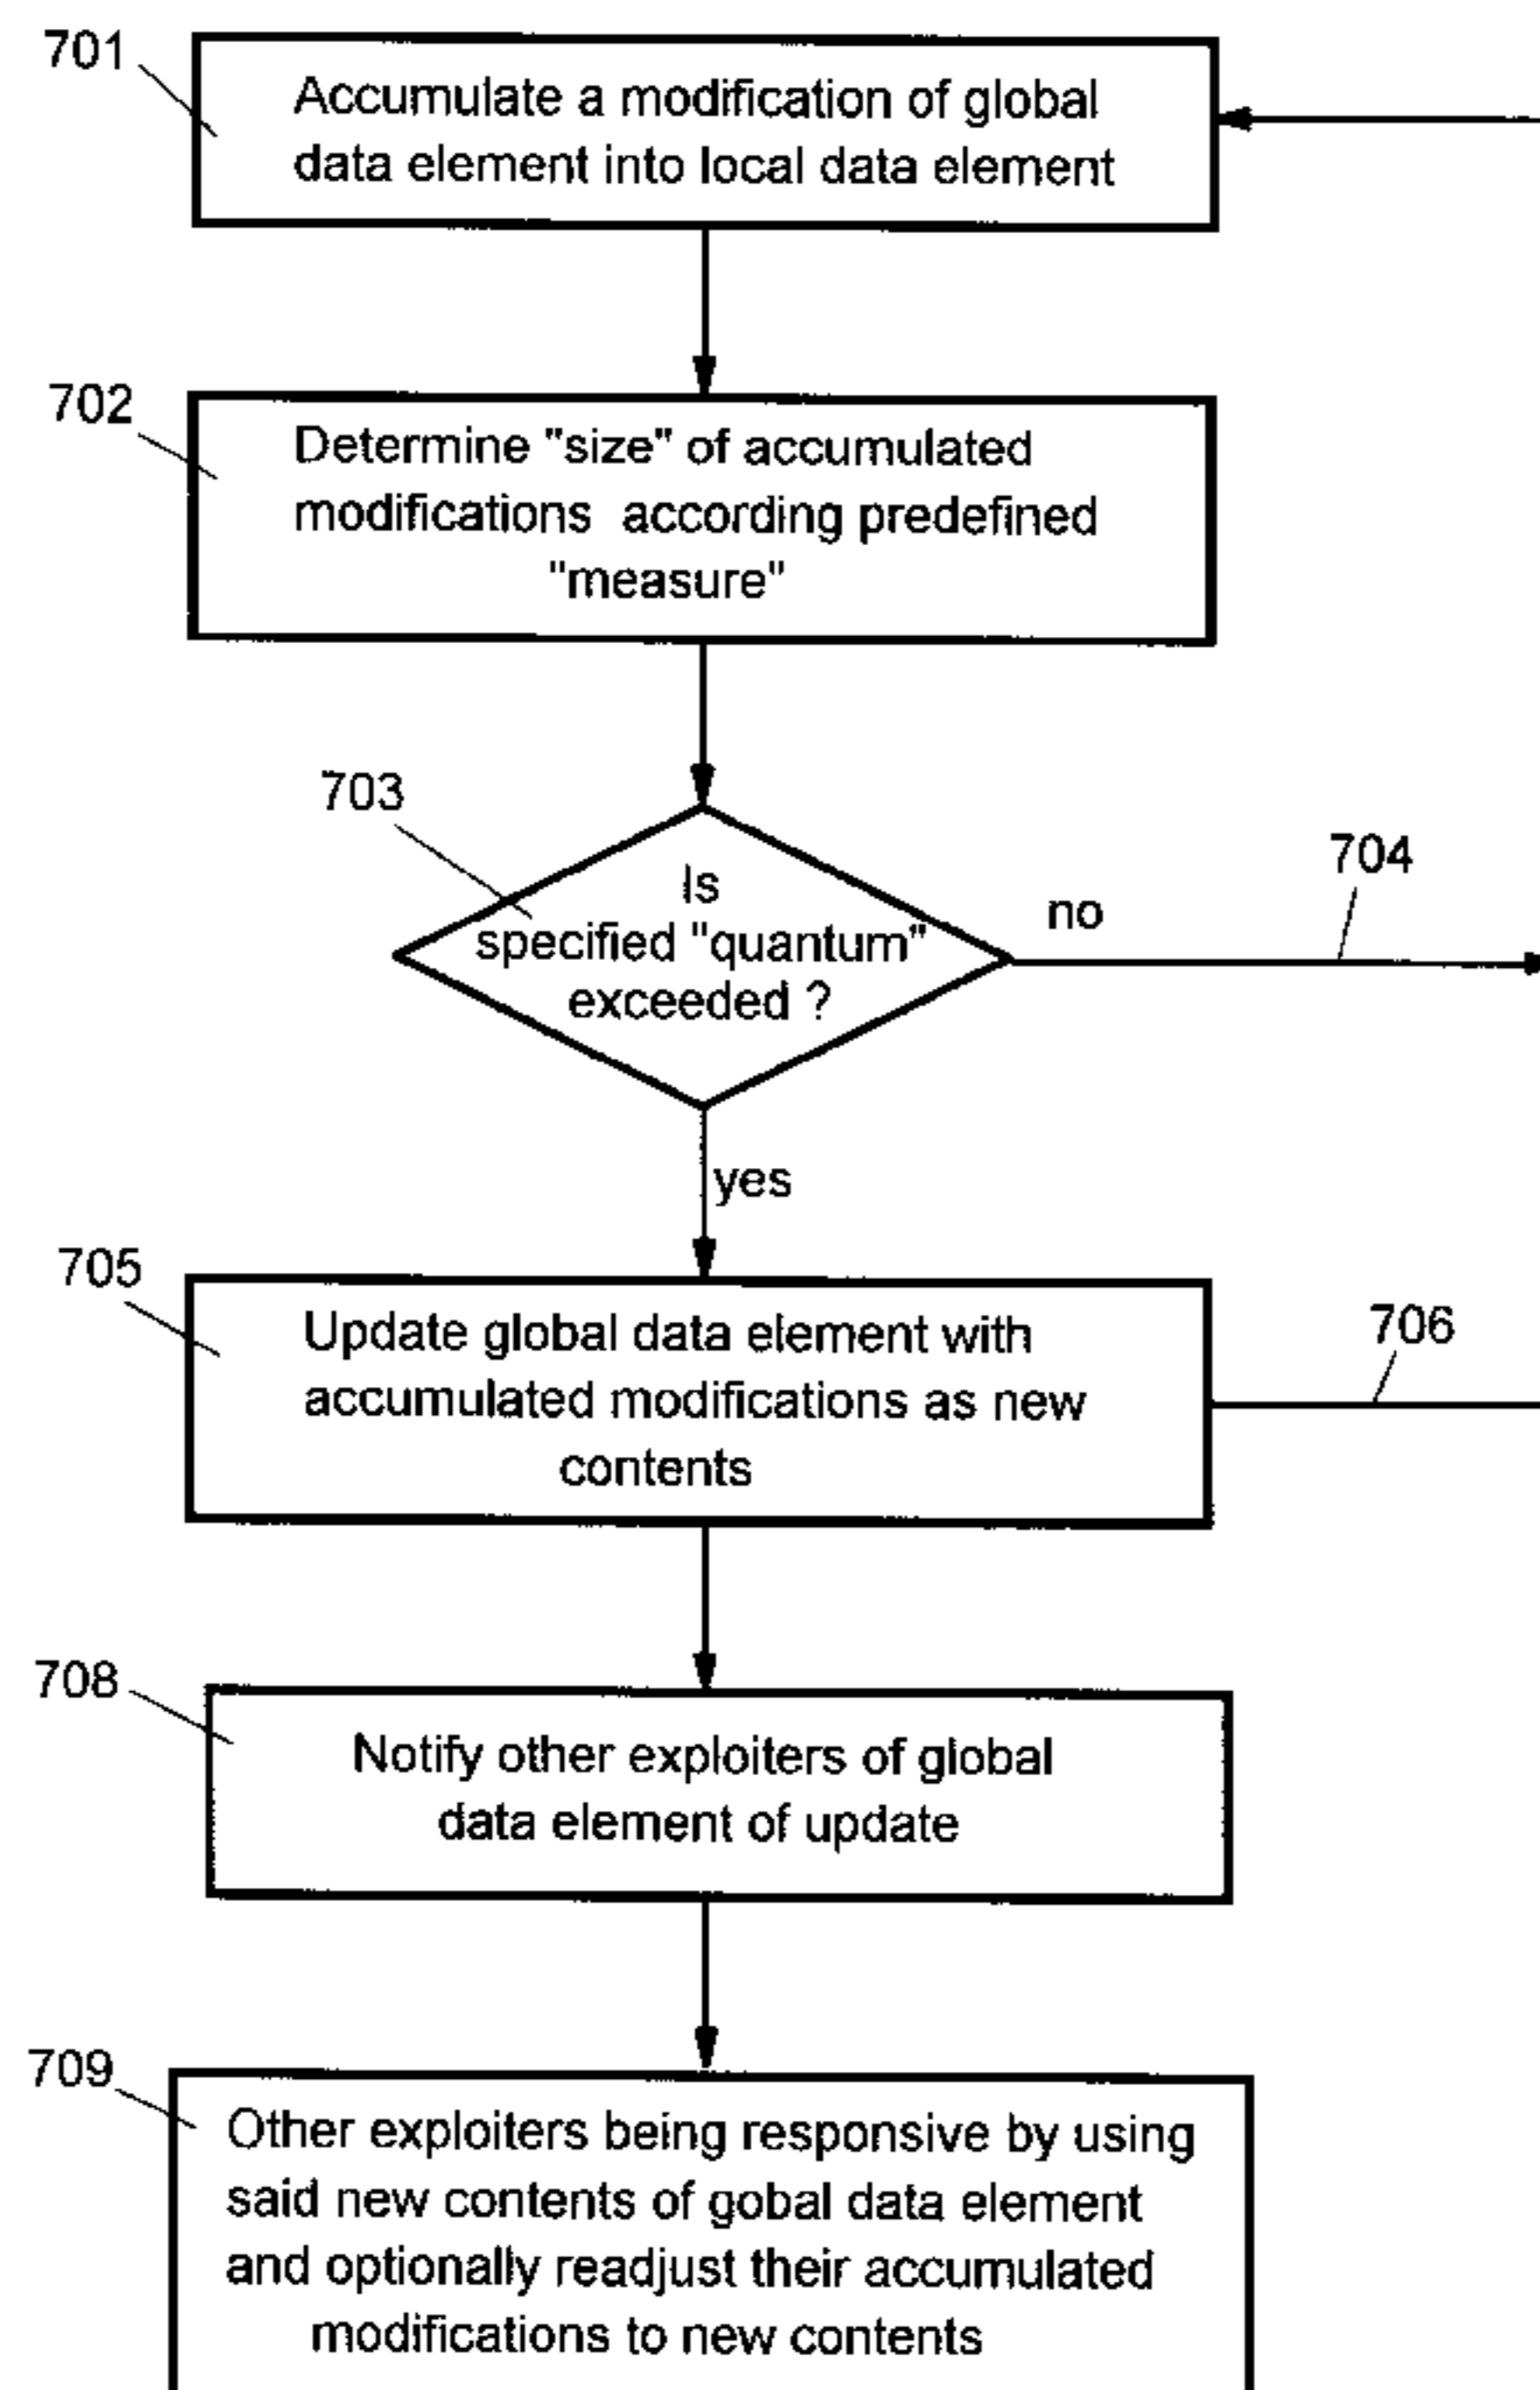 701
Accumulate a modification of global
data element into local data element
702
Determine "size" of accumulated
modifications according predefined
"measure"
703
Is
specified "quantum"
exceeded ?
no
704
yes
705
Update global data element with
accumulated modifications as new
contents
706
708
Notify other exploiters of global
data element of update
709
Other exploiters being responsive by using
said new contents of gobal data element
and optionally readjust their accumulated
modifications to new contents